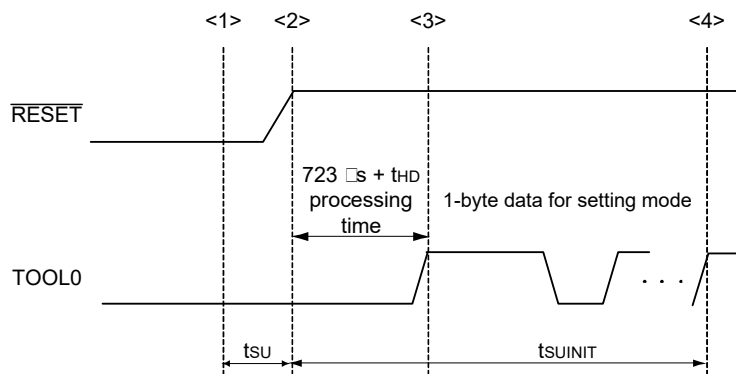 <1> <2> <3> <4>
RESET
723 □s + tHD
processing
time
1-byte data for setting mode
TOOL0
. . .
tSU
tSUINIT